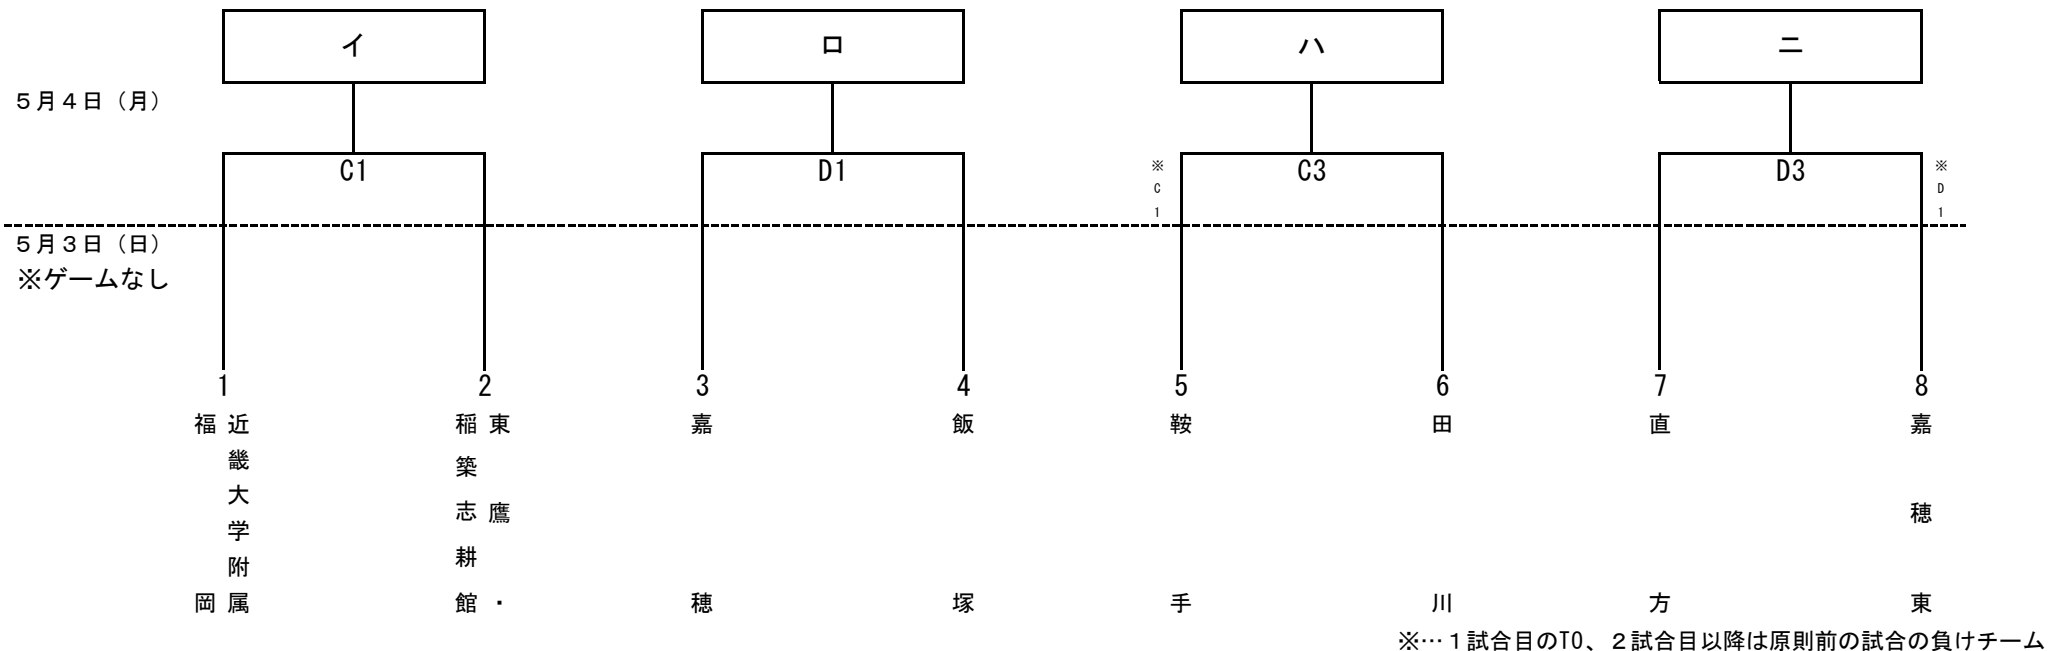 イ
ロ
ハ
ニ
５月４日（月）
C1
D1
※C1
C3
D3
※D1
５月３日（日）
※ゲームなし
1
2
3
4
5
6
7
8
近畿大学附属
福岡
東鷹・
稲築志耕館
嘉穂
飯塚
鞍手
田川
直方
嘉穂東
※…１試合目のTO、２試合目以降は原則前の試合の負けチーム